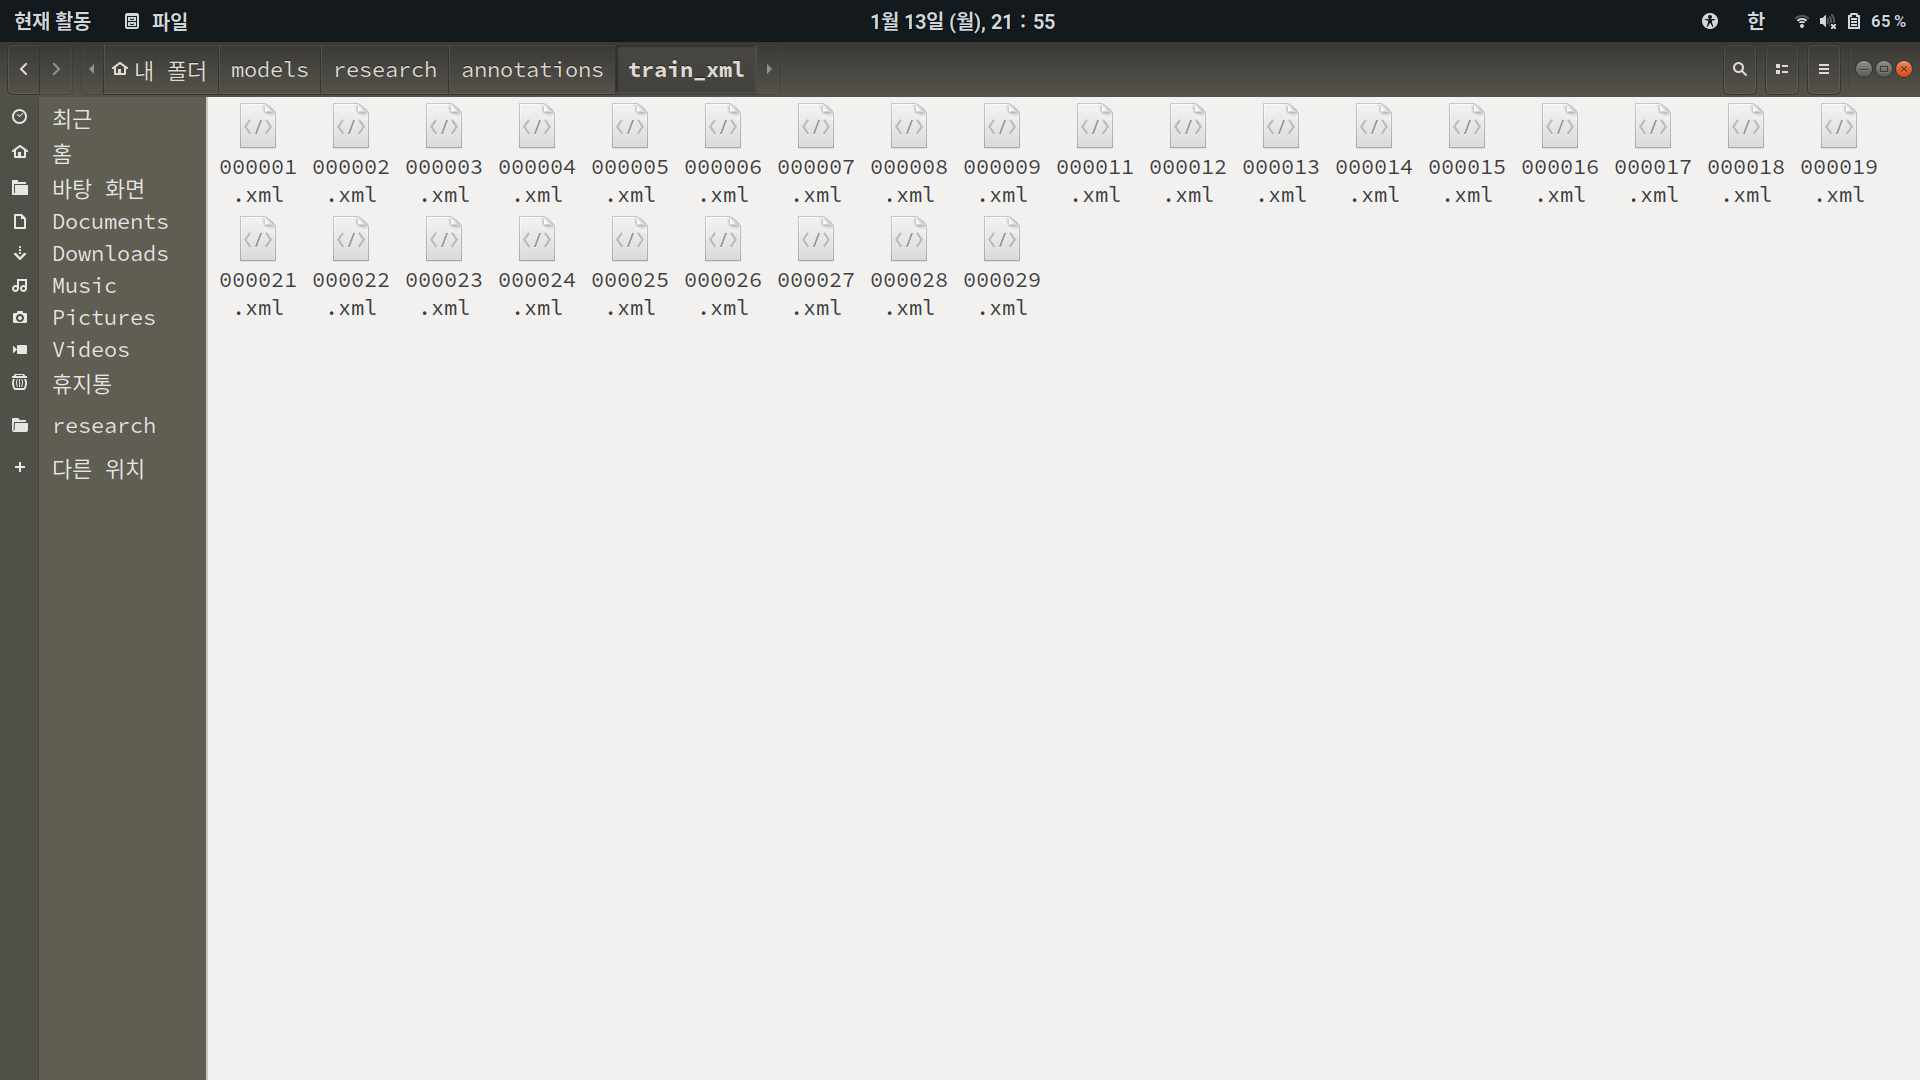 현재 활동 파일 1월 13일 (월), 21 : 55 한 65 %
내 폴더 models research annotations train_xml
최근
홈
바탕 화면
Documents
Downloads
Music
Pictures
Videos
휴지통
research
다른 위치
000001 000002 000003 000004 000005 000006 000007 000008 000009 000011 000012 000013 000014 000015 000016 000017 000018 000019
.xml .xml .xml .xml .xml .xml .xml .xml .xml .xml .xml .xml .xml .xml .xml .xml .xml .xml
000021 000022 000023 000024 000025 000026 000027 000028 000029
.xml .xml .xml .xml .xml .xml .xml .xml .xml